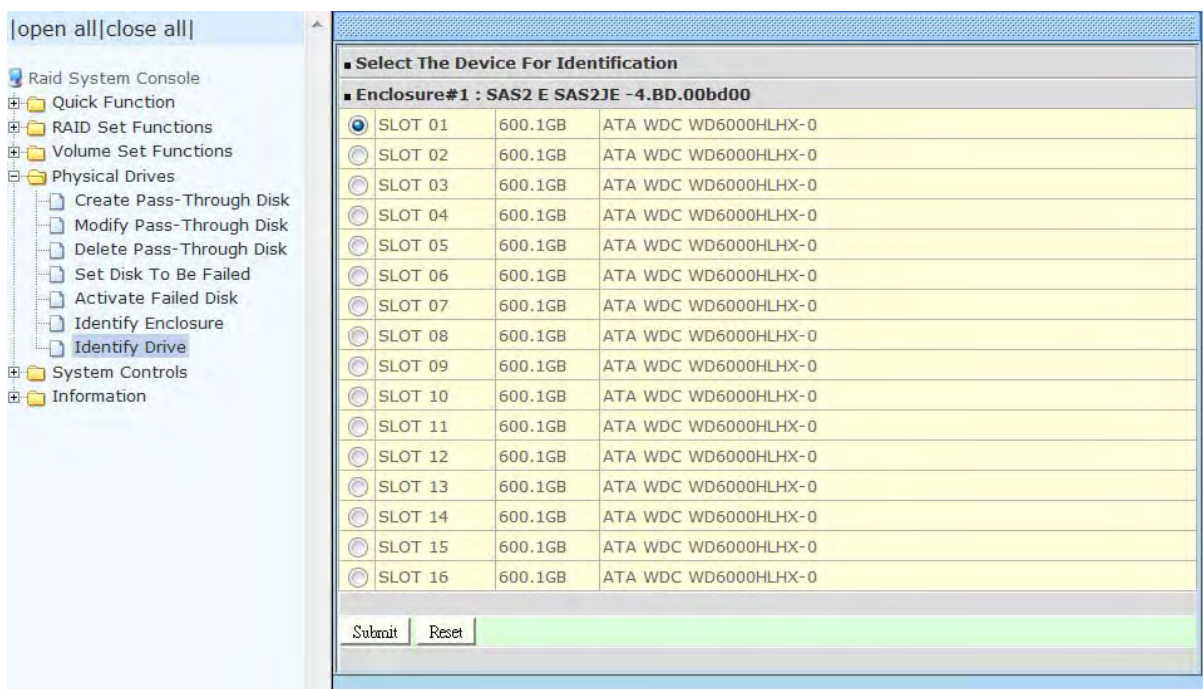 |open all|close all|
Raid System Console
Quick Function
RAID Set Functions
Volume Set Functions
Physical Drives
Create Pass-Through Disk
Modify Pass-Through Disk
Delete Pass-Through Disk
Set Disk To Be Failed
Activate Failed Disk
Identify Enclosure
Identify Drive
System Controls
Information
Select The Device For Identification
Enclosure#1 : SAS2 E SAS2JE -4.BD.00bd00
SLOT 01 600.1GB ATA WDC WD6000HLHX-0
SLOT 02 600.1GB ATA WDC WD6000HLHX-0
SLOT 03 600.1GB ATA WDC WD6000HLHX-0
SLOT 04 600.1GB ATA WDC WD6000HLHX-0
SLOT 05 600.1GB ATA WDC WD6000HLHX-0
SLOT 06 600.1GB ATA WDC WD6000HLHX-0
SLOT 07 600.1GB ATA WDC WD6000HLHX-0
SLOT 08 600.1GB ATA WDC WD6000HLHX-0
SLOT 09 600.1GB ATA WDC WD6000HLHX-0
SLOT 10 600.1GB ATA WDC WD6000HLHX-0
SLOT 11 600.1GB ATA WDC WD6000HLHX-0
SLOT 12 600.1GB ATA WDC WD6000HLHX-0
SLOT 13 600.1GB ATA WDC WD6000HLHX-0
SLOT 14 600.1GB ATA WDC WD6000HLHX-0
SLOT 15 600.1GB ATA WDC WD6000HLHX-0
SLOT 16 600.1GB ATA WDC WD6000HLHX-0
Submit Reset